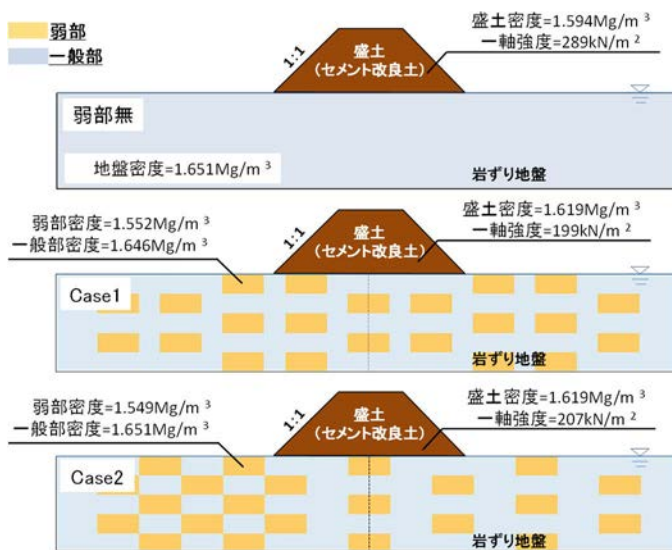 弱部
一般部
盛土密度=1.594Mg/m ³
一軸強度=289kN/m ²
1:1
盛土
(セメント改良土)
弱部無
地盤密度=1.651Mg/m ³
岩ずり地盤
弱部密度=1.552Mg/m ³
一般部密度=1.646Mg/m ³
盛土密度=1.619Mg/m ³
一軸強度=199kN/m ²
1:1
盛土
(セメント改良土)
Case1
岩ずり地盤
弱部密度=1.549Mg/m ³
一般部密度=1.651Mg/m ³
盛土密度=1.619Mg/m ³
一軸強度=207kN/m ²
1:1
盛土
(セメント改良土)
Case2
岩ずり地盤